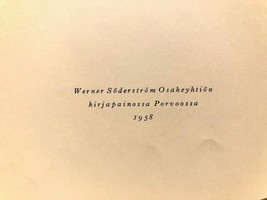 Werner Söderström Osakeyhtiön
kirjapainossa Porvoossa
1958